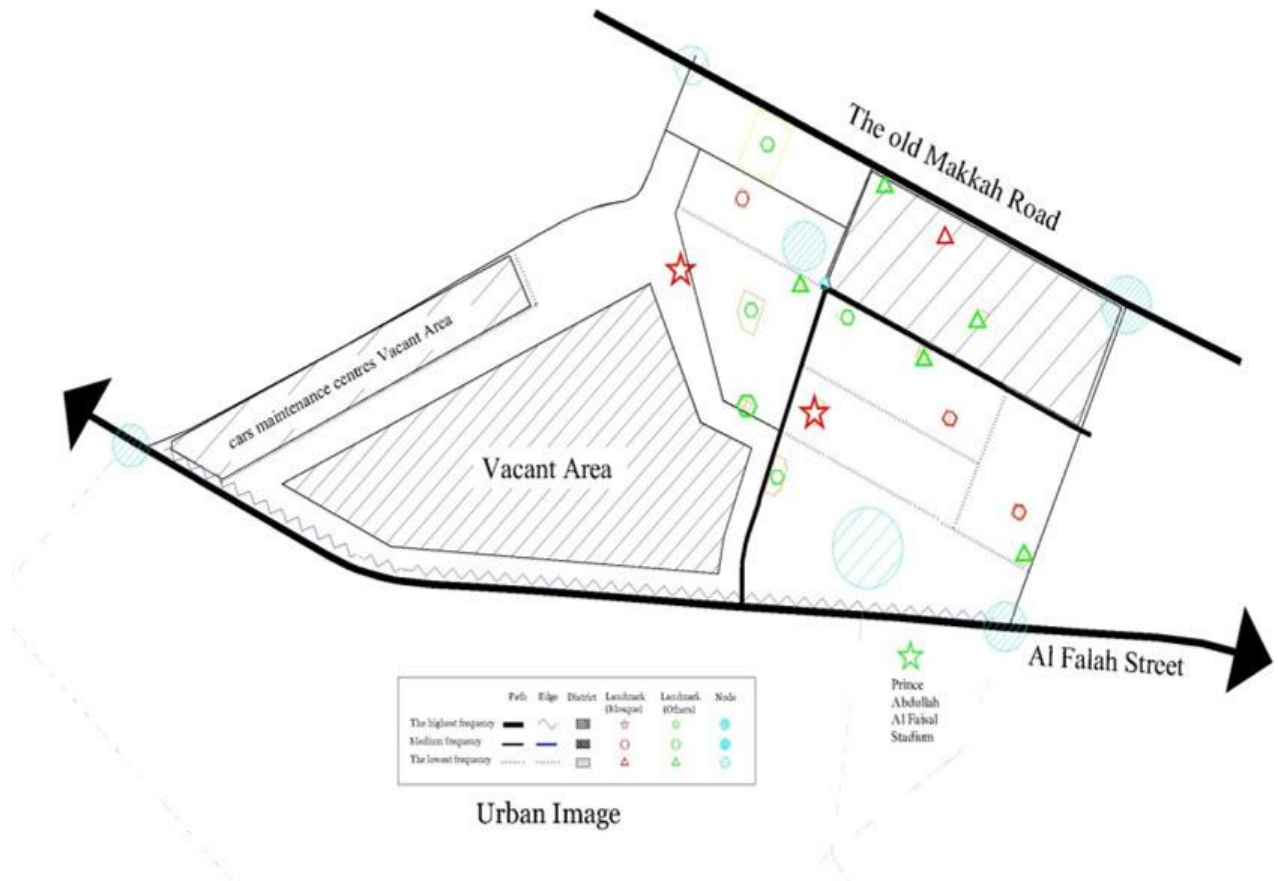 The old Makkah Road
cars maintenance centres Vacant Area
Vacant Area
Al Falah Street
Prince
Abdullah
Al Faisal
Stadium
Path Edge District Landmark (Mosque) Landmark (Others) Node
The highest frequency
Medium frequency
The lowest frequency
Urban Image